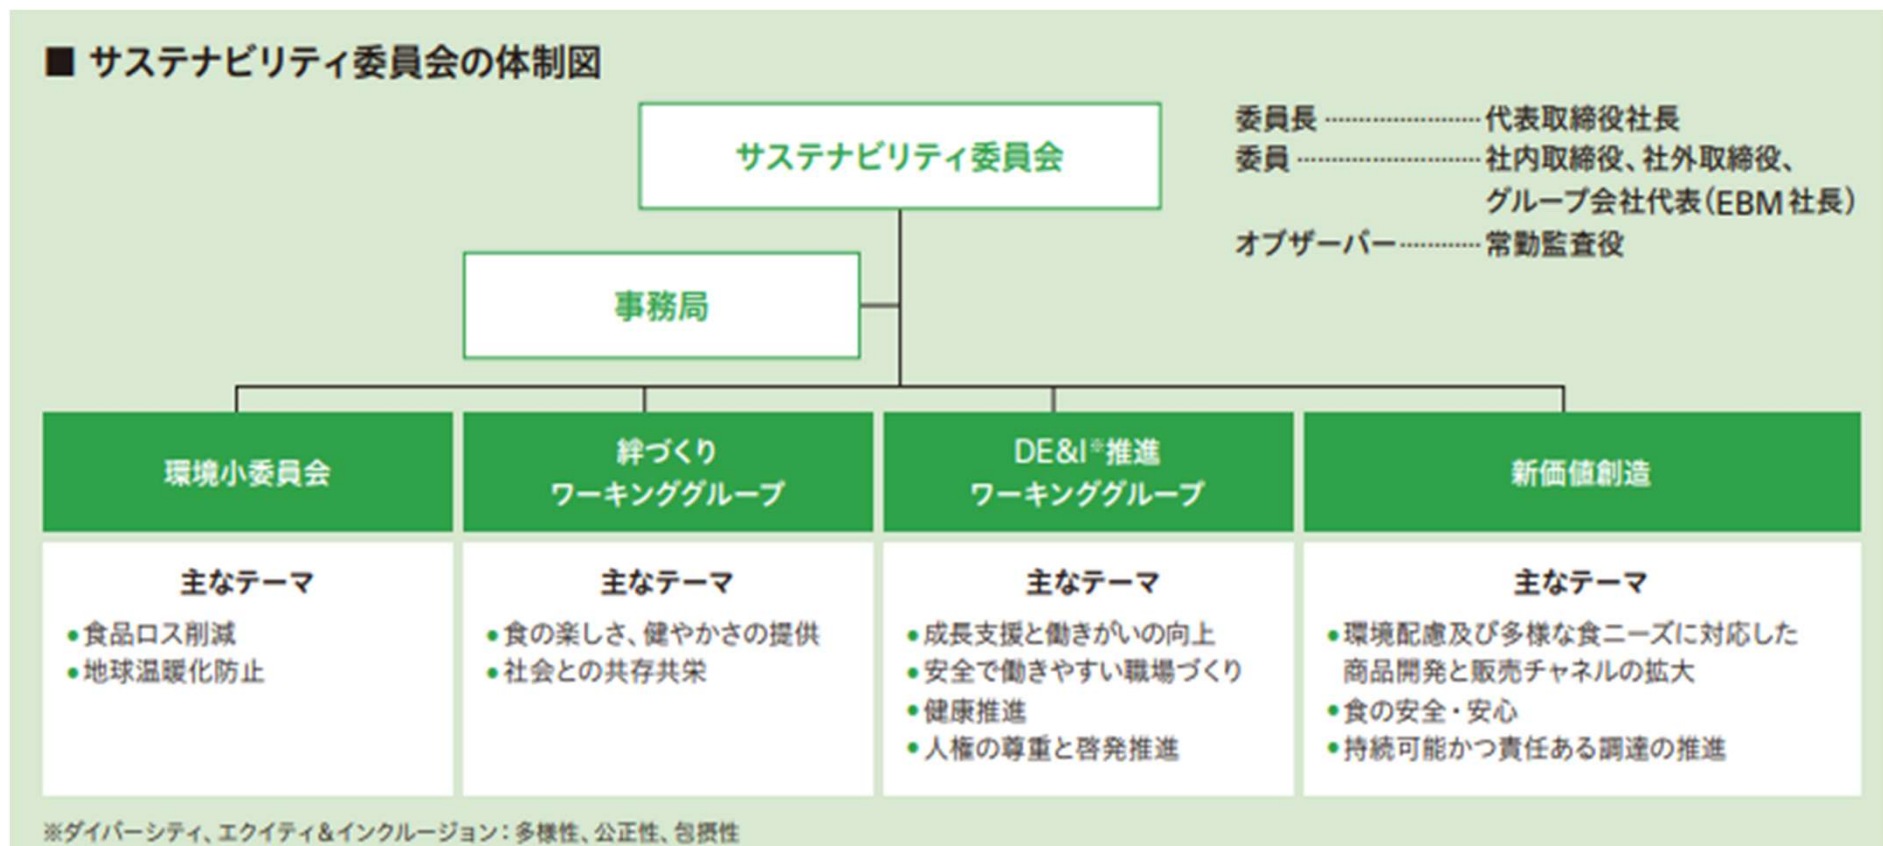 ■ サステナビリティ委員会の体制図
サステナビリティ委員会
委員長 …………………… 代表取締役社長
委員 ……………………… 社内取締役、社外取締役、
グループ会社代表（EBM社長）
オブザーバー ………… 常勤監査役
事務局
環境小委員会
主なテーマ
●食品ロス削減
●地球温暖化防止
絆づくり
ワーキンググループ
主なテーマ
●食の楽しさ、健やかさの提供
●社会との共存共栄
DE&I※推進
ワーキンググループ
主なテーマ
●成長支援と働きがいの向上
●安全で働きやすい職場づくり
●健康推進
●人権の尊重と啓発推進
新価値創造
主なテーマ
●環境配慮及び多様な食ニーズに対応した
商品開発と販売チャネルの拡大
●食の安全・安心
●持続可能かつ責任ある調達の推進
※ダイバーシティ、エクイティ＆インクルージョン：多様性、公正性、包摂性